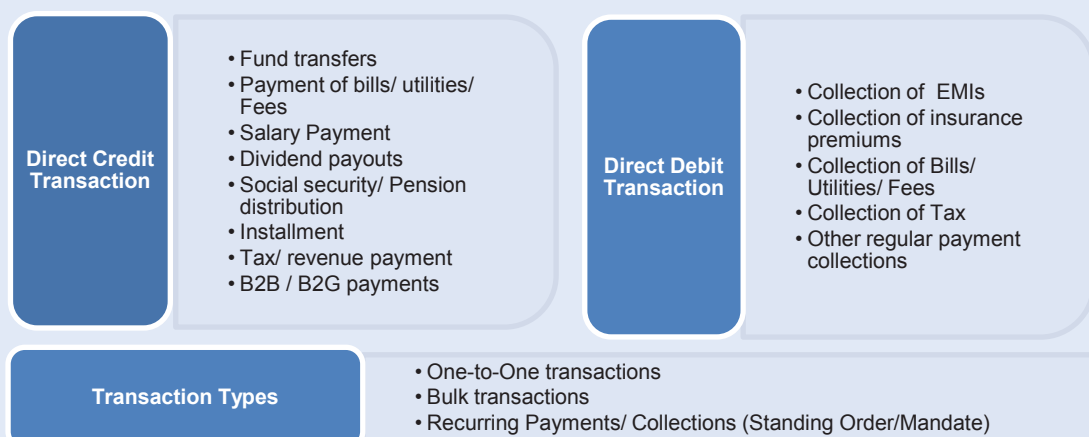 Direct Credit
Transaction
• Fund transfers
• Payment of bills/ utilities/
Fees
• Salary Payment
• Dividend payouts
• Social security/ Pension
distribution
• Installment
• Tax/ revenue payment
• B2B / B2G payments
Direct Debit
Transaction
• Collection of EMIs
• Collection of insurance
premiums
• Collection of Bills/
Utilities/ Fees
• Collection of Tax
• Other regular payment
collections
Transaction Types
• One-to-One transactions
• Bulk transactions
• Recurring Payments/ Collections (Standing Order/Mandate)